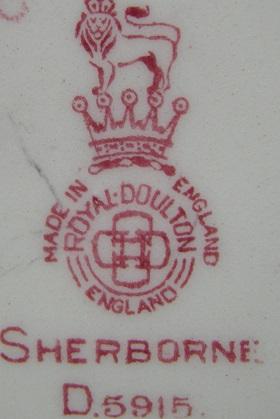 MADE IN ENGLAND
ROYAL·DOULTON
ENGLAND
SHERBORNE
D.5915.